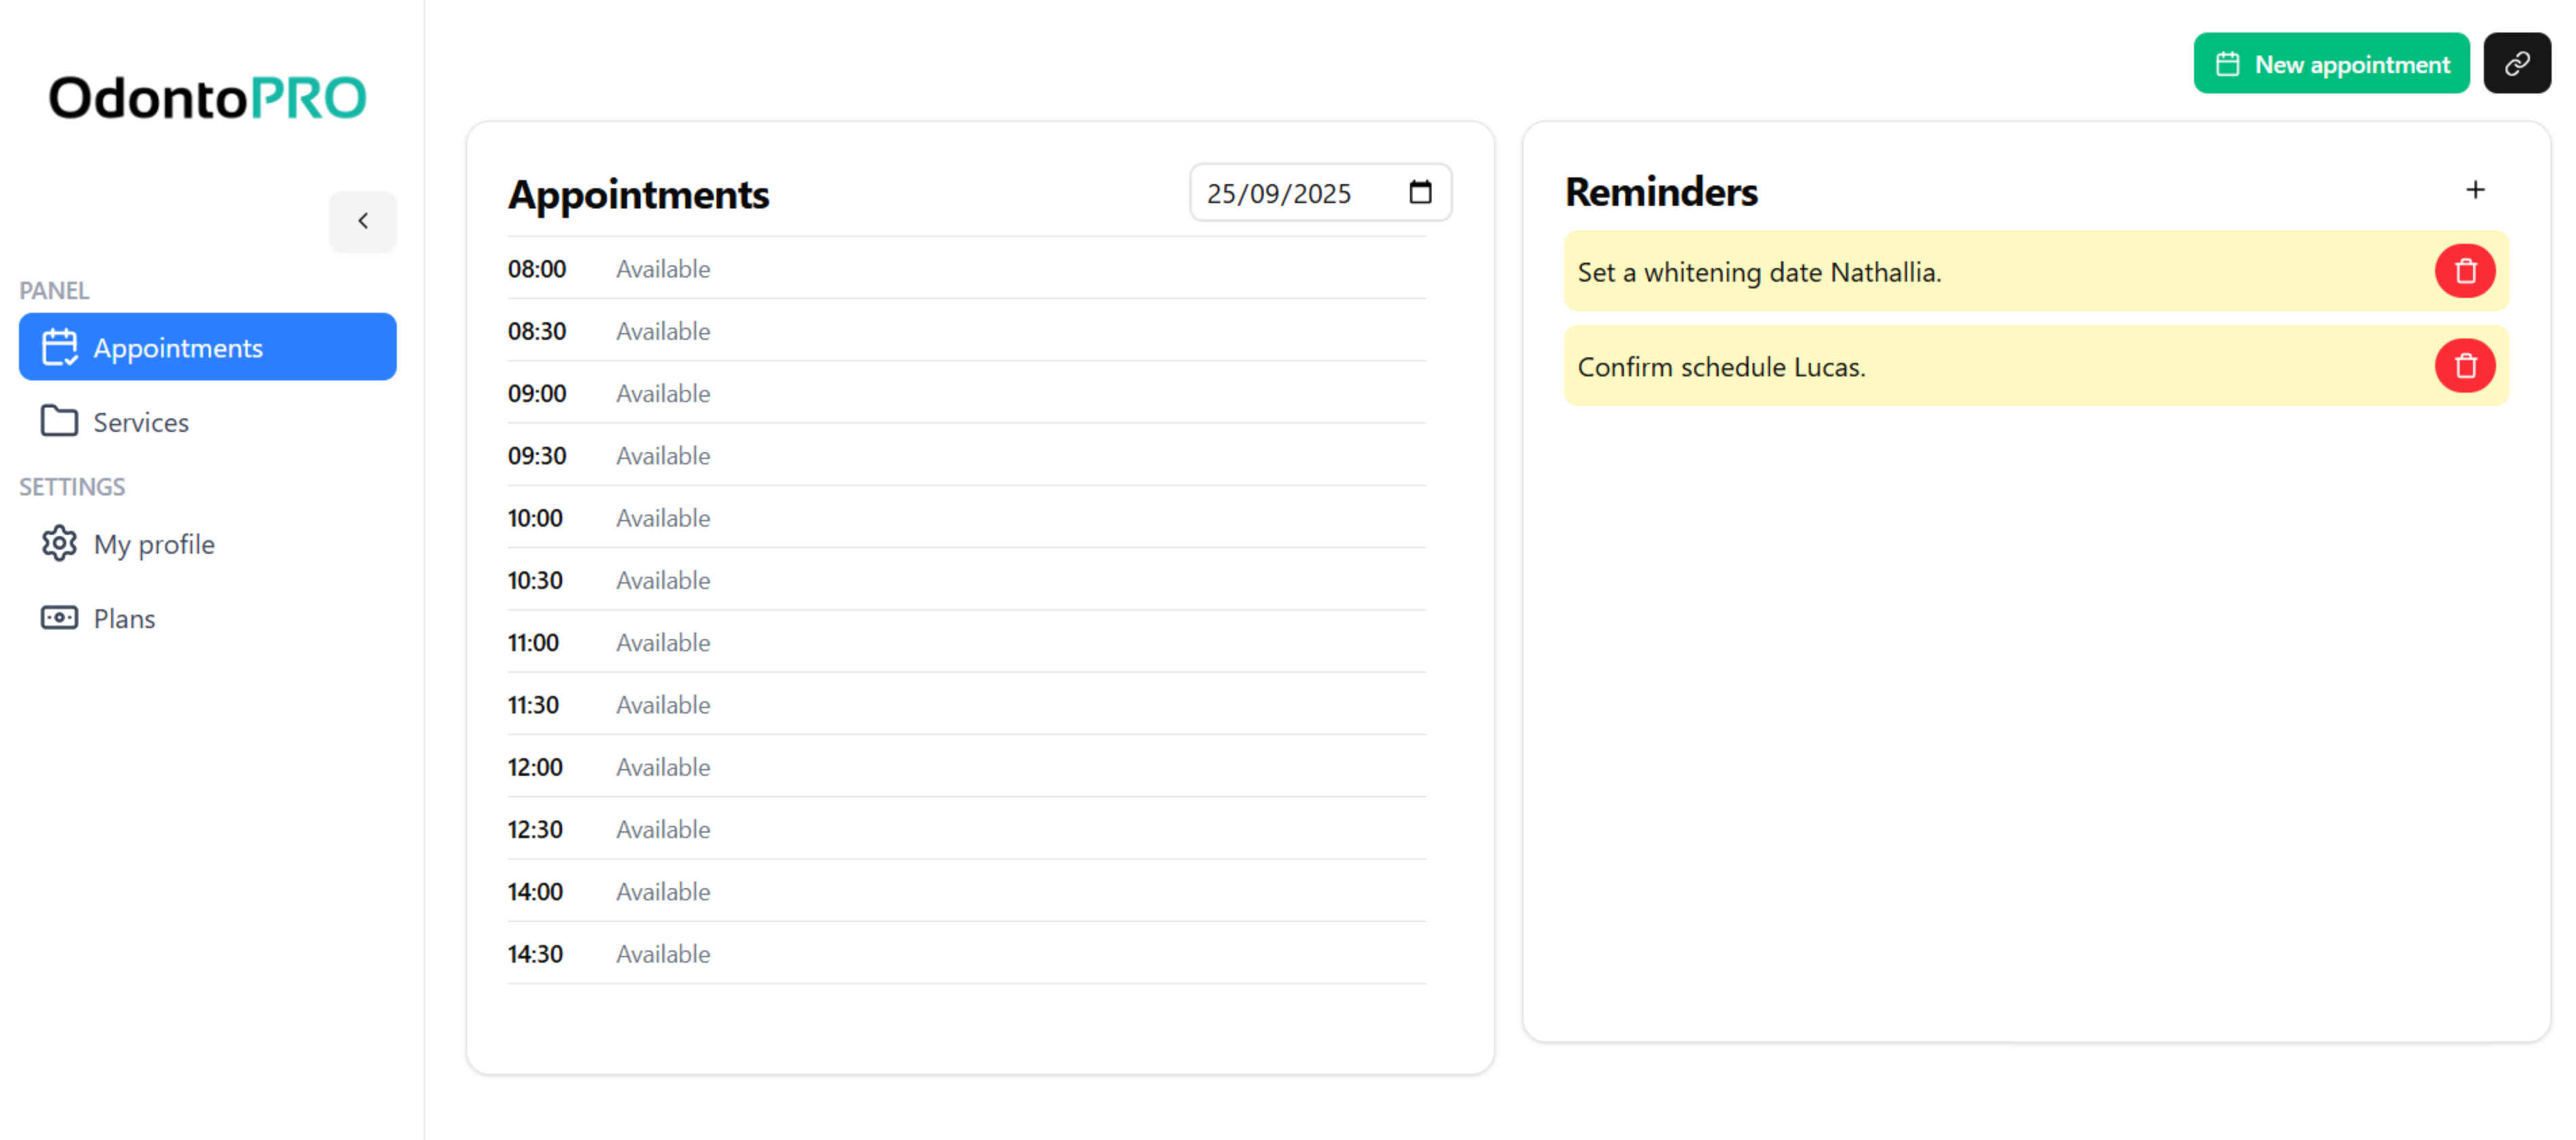 OdontoPRO
PANEL
Appointments
Services
SETTINGS
My profile
Plans
New appointment
Appointments
25/09/2025
08:00 Available
08:30 Available
09:00 Available
09:30 Available
10:00 Available
10:30 Available
11:00 Available
11:30 Available
12:00 Available
12:30 Available
14:00 Available
14:30 Available
Reminders
Set a whitening date Nathallia.
Confirm schedule Lucas.